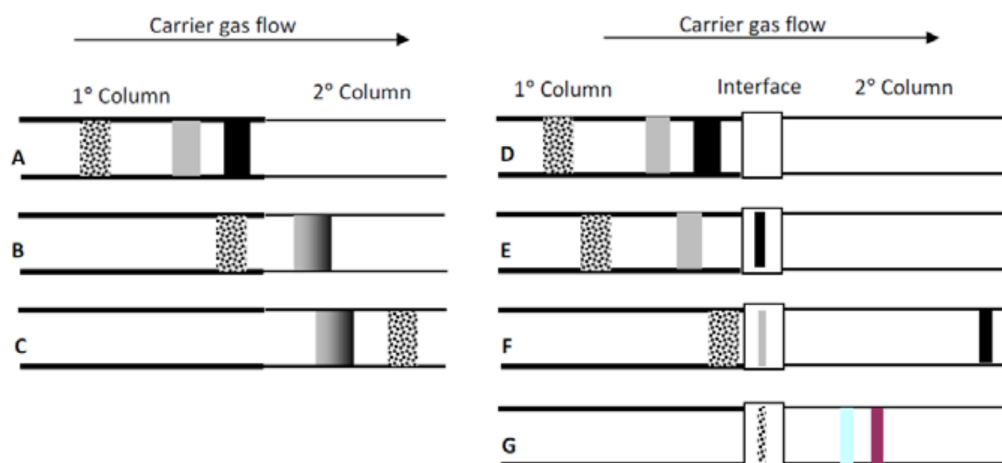 Carrier gas flow
1° Column
2° Column
A
B
C
Carrier gas flow
1° Column
Interface
2° Column
D
E
F
G